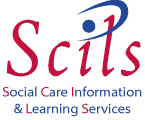 Scils
Social Care Information
& Learning Services